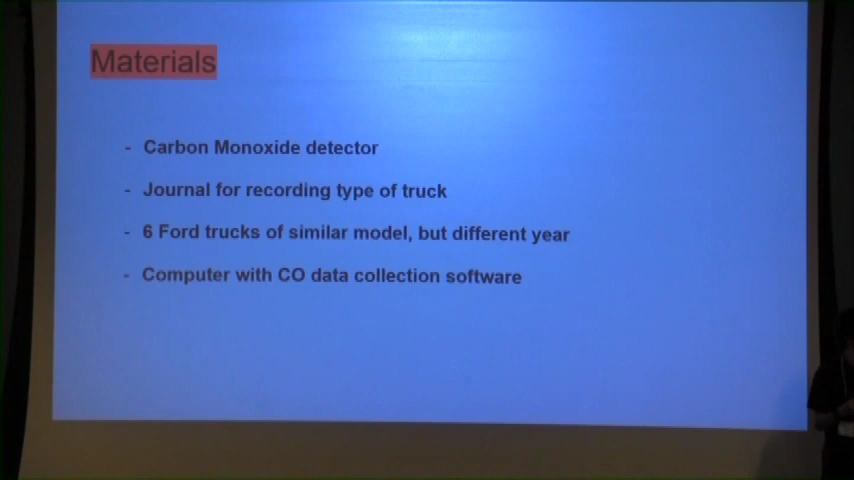 Materials
- Carbon Monoxide detector
- Journal for recording type of truck
- 6 Ford trucks of similar model, but different year
- Computer with CO data collection software